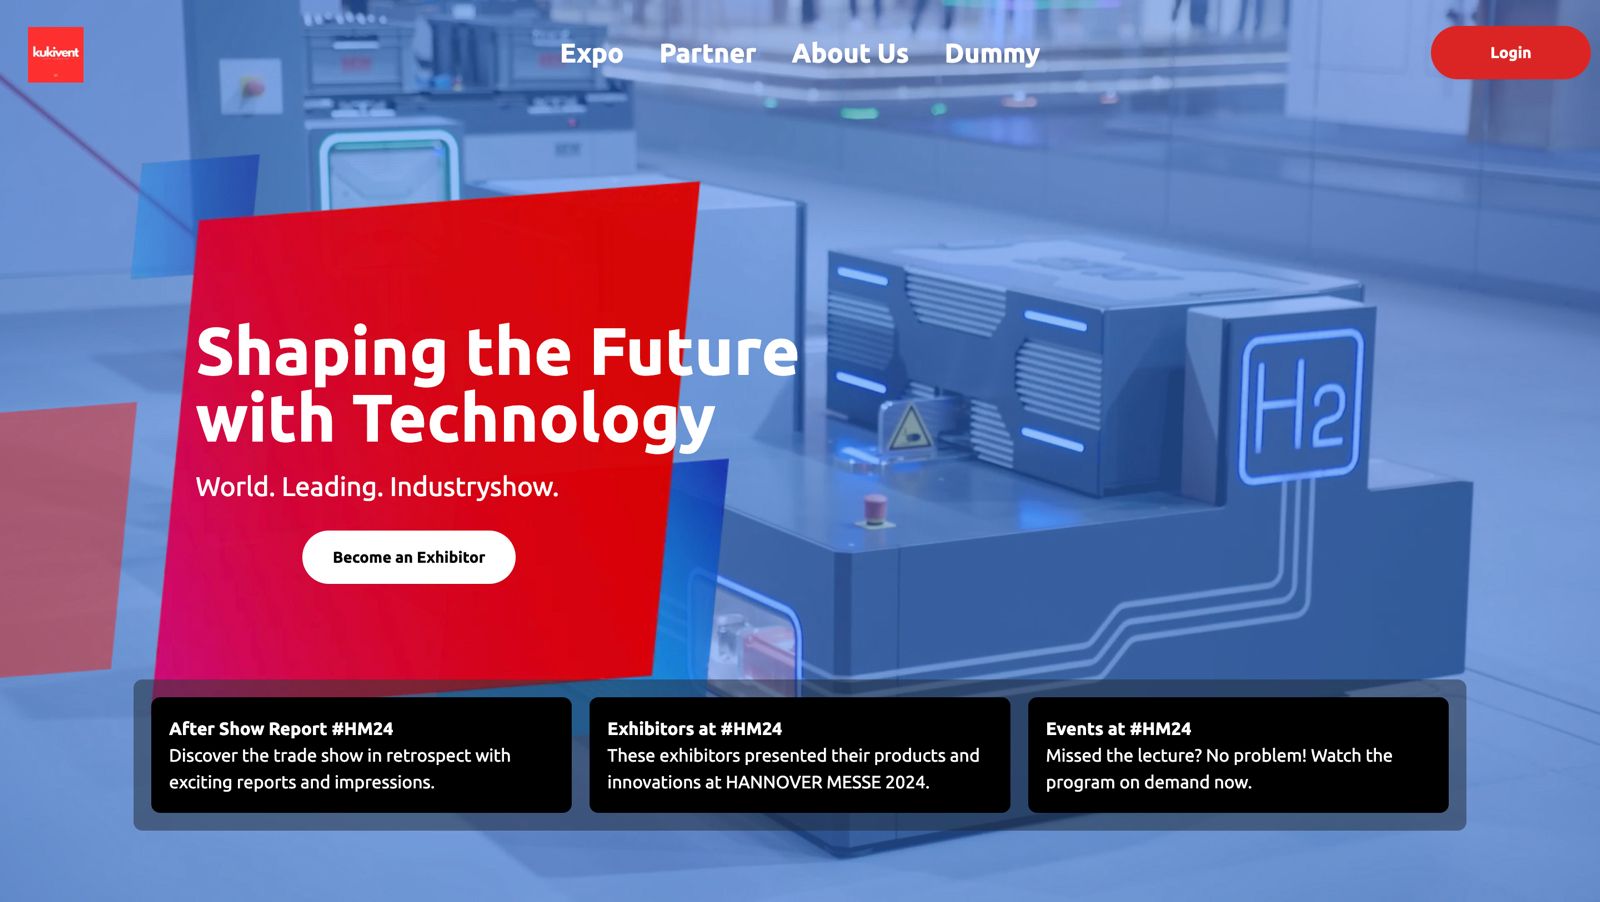 kukivent
Expo
Partner
About Us
Dummy
Login
Shaping the Future
with Technology
World. Leading. Industryshow.
Become an Exhibitor
H2
After Show Report #HM24
Discover the trade show in retrospect with
exciting reports and impressions.
Exhibitors at #HM24
These exhibitors presented their products and
innovations at HANNOVER MESSE 2024.
Events at #HM24
Missed the lecture? No problem! Watch the
program on demand now.